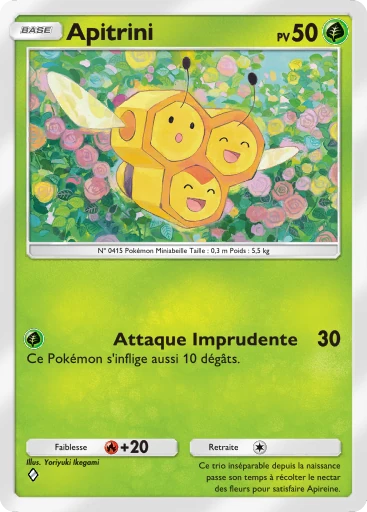 BASE Apitrini PV 50
N° 0415 Pokémon Miniabeille Taille : 0,3 m Poids : 5,5 kg
Attaque Imprudente 30
Ce Pokémon s'inflige aussi 10 dégâts.
Faiblesse +20 Retraite
Illus. Yoriyuki Ikegami
Ce trio inséparable depuis la naissance
passe son temps à récolter le nectar
des fleurs pour satisfaire Apireine.